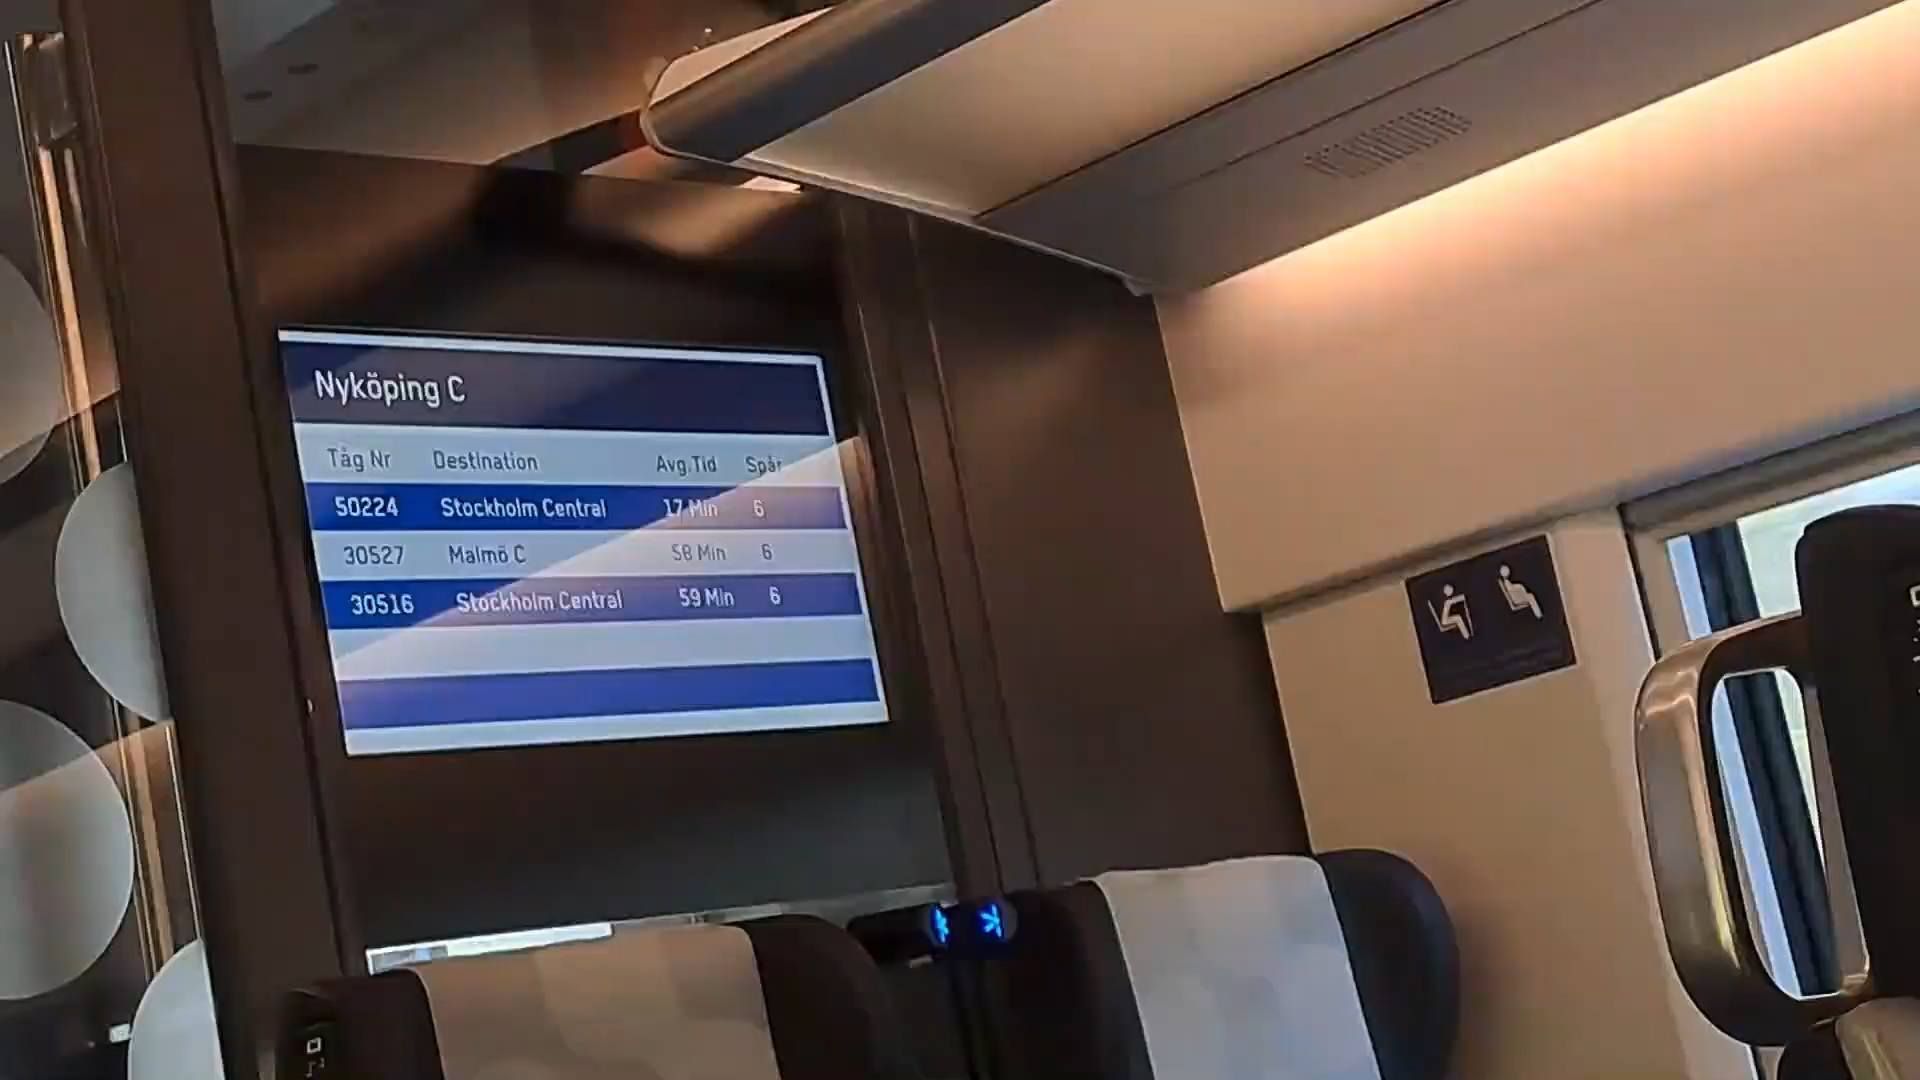 Nyköping C
Tåg Nr Destination Avg.Tid Spår
50224 Stockholm Central 17 Min 6
30527 Malmö C 58 Min 6
30516 Stockholm Central 59 Min 6